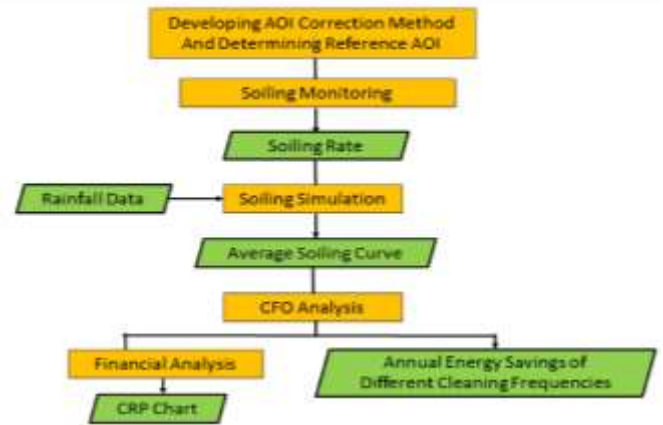 Developing AOI Correction Method
And Determining Reference AOI
Soiling Monitoring
Soiling Rate
Rainfall Data
Soiling Simulation
Average Soiling Curve
CFO Analysis
Financial Analysis
Annual Energy Savings of
Different Cleaning Frequencies
CRP Chart